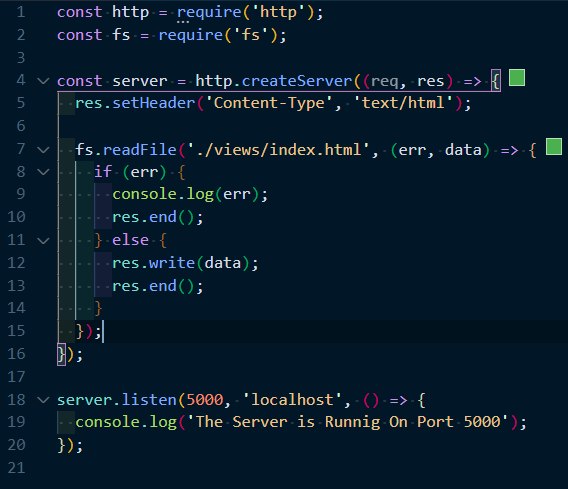 1 const http = require('http');
2 const fs = require('fs');
3
4 const server = http.createServer((req, res) => {
5 res.setHeader('Content-Type', 'text/html');
6
7 fs.readFile('./views/index.html', (err, data) => {
8 if (err) {
9 console.log(err);
10 res.end();
11 } else {
12 res.write(data);
13 res.end();
14 }
15 });
16 });
17
18 server.listen(5000, 'localhost', () => {
19 console.log('The Server is Runnig On Port 5000');
20 });
21